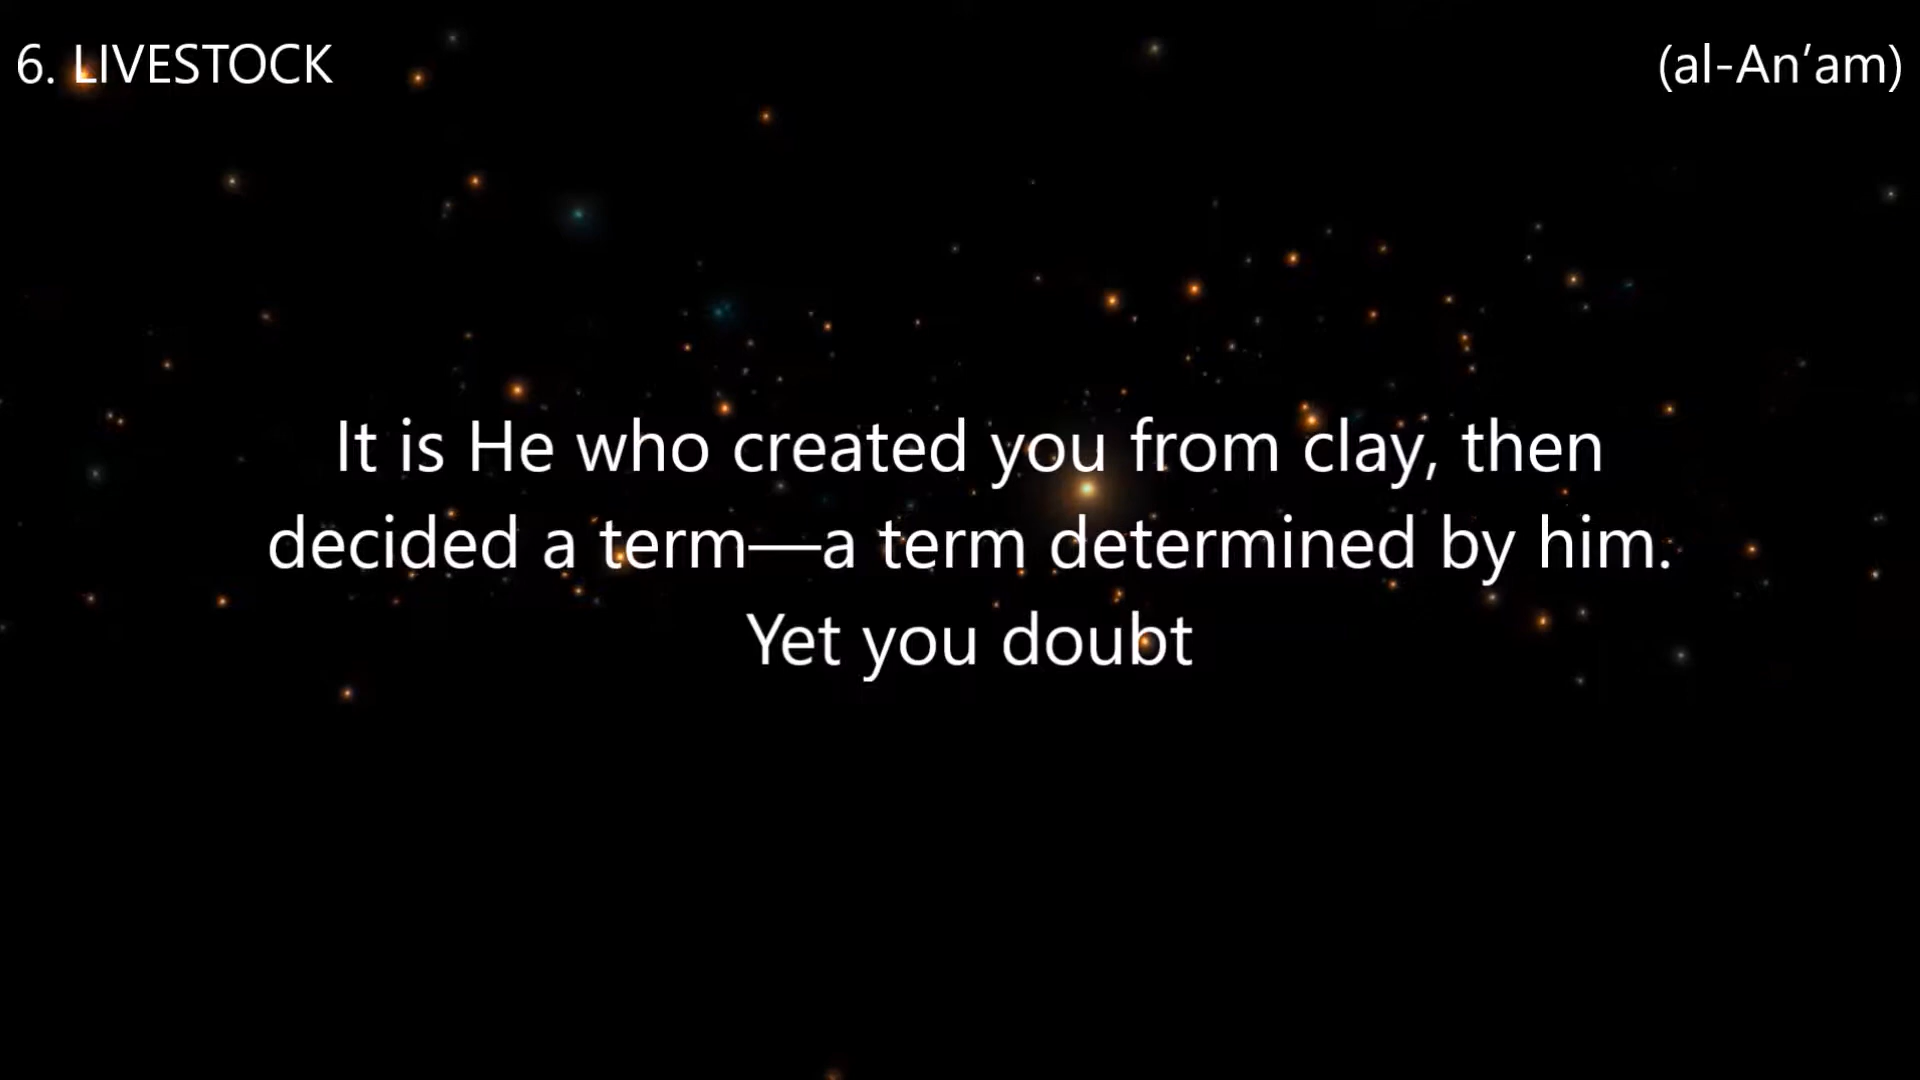 6. LIVESTOCK
(al-An’am)
It is He who created you from clay, then
decided a term—a term determined by him.
Yet you doubt